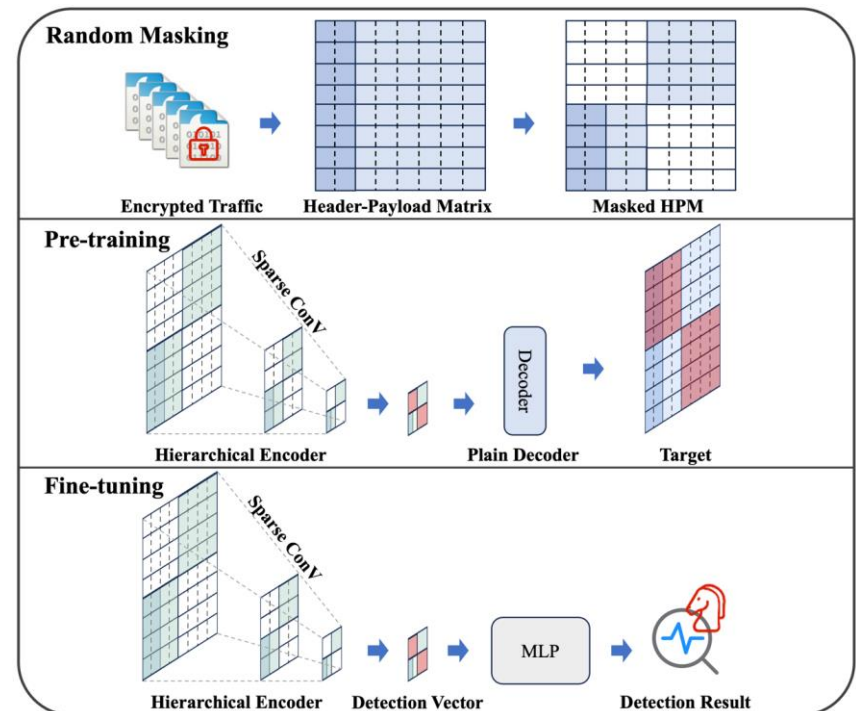 Random Masking
Encrypted Traffic
Header-Payload Matrix
Masked HPM
Pre-training
Sparse ConV
Decoder
Hierarchical Encoder
Plain Decoder
Target
Fine-tuning
Sparse ConV
MLP
Hierarchical Encoder
Detection Vector
Detection Result